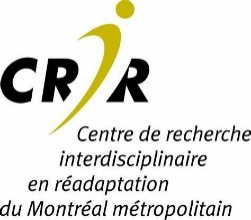 CRIR
Centre de recherche
interdisciplinaire
en réadaptation
du Montréal métropolitain